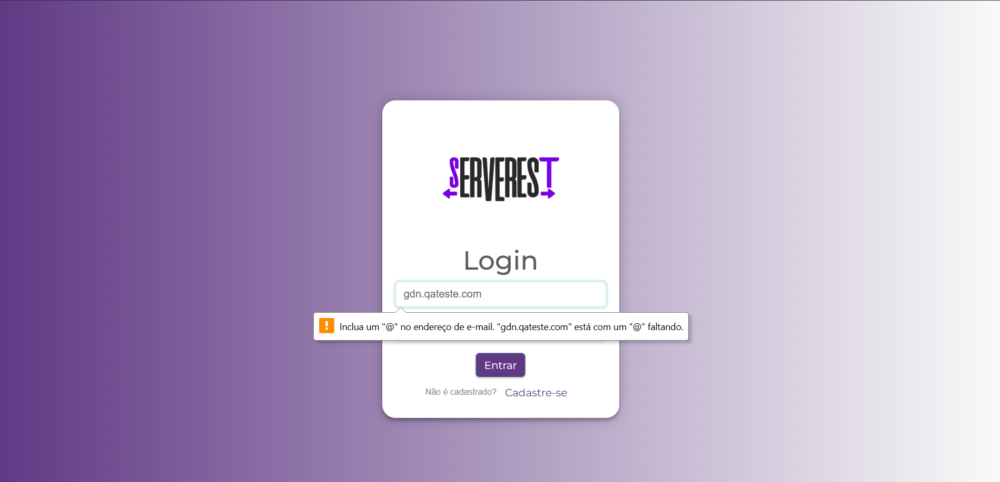 SERVEREST
Login
gdn.qateste.com
Inclua um "@" no endereço de e-mail. "gdn.qateste.com" está com um "@" faltando.
Entrar
Não é cadastrado? Cadastre-se